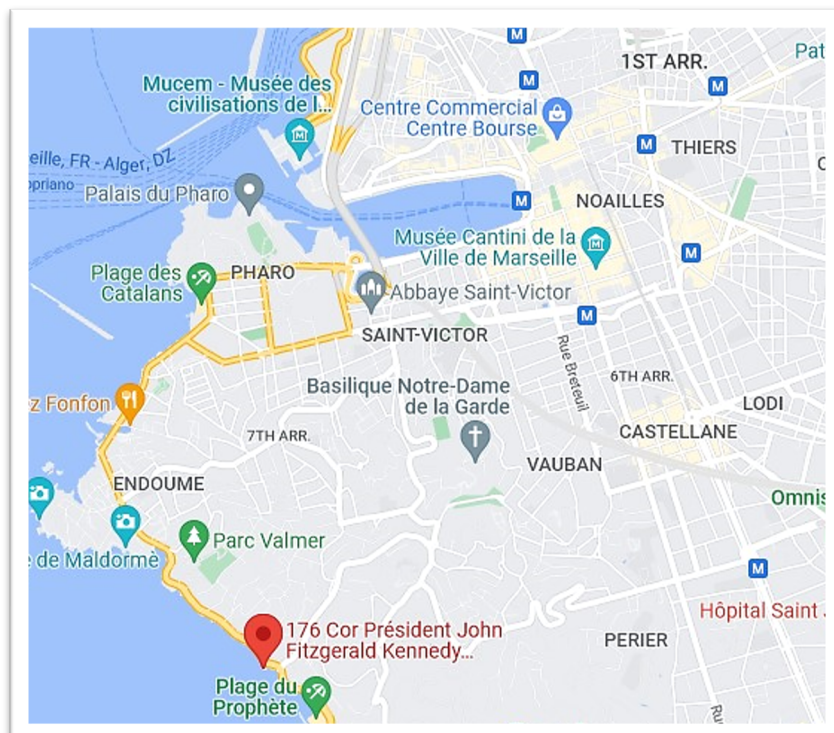 1ST ARR.
Pat
Mucem - Musée des
civilisations de l...
Centre Commercial
Centre Bourse
M
M
M
M
THIERS
eille, FR - Alger, DZ
opriano
Palais du Pharo
M
NOAILLES
Musée Cantini de la
Ville de Marseille
M
Plage des
Catalans
PHARO
Abbaye Saint-Victor
M
SAINT-VICTOR
Rue Breteuil
6TH ARR.
Basilique Notre-Dame
de la Garde
z Fonfon
LODI
CASTELLANE
7TH ARR.
VAUBAN
ENDOUME
Omnis
Parc Valmer
e de Maldormè
M
Hôpital Saint J
176 Cor Président John
Fitzgerald Kennedy...
PERIER
Plage du
Prophète
Ru